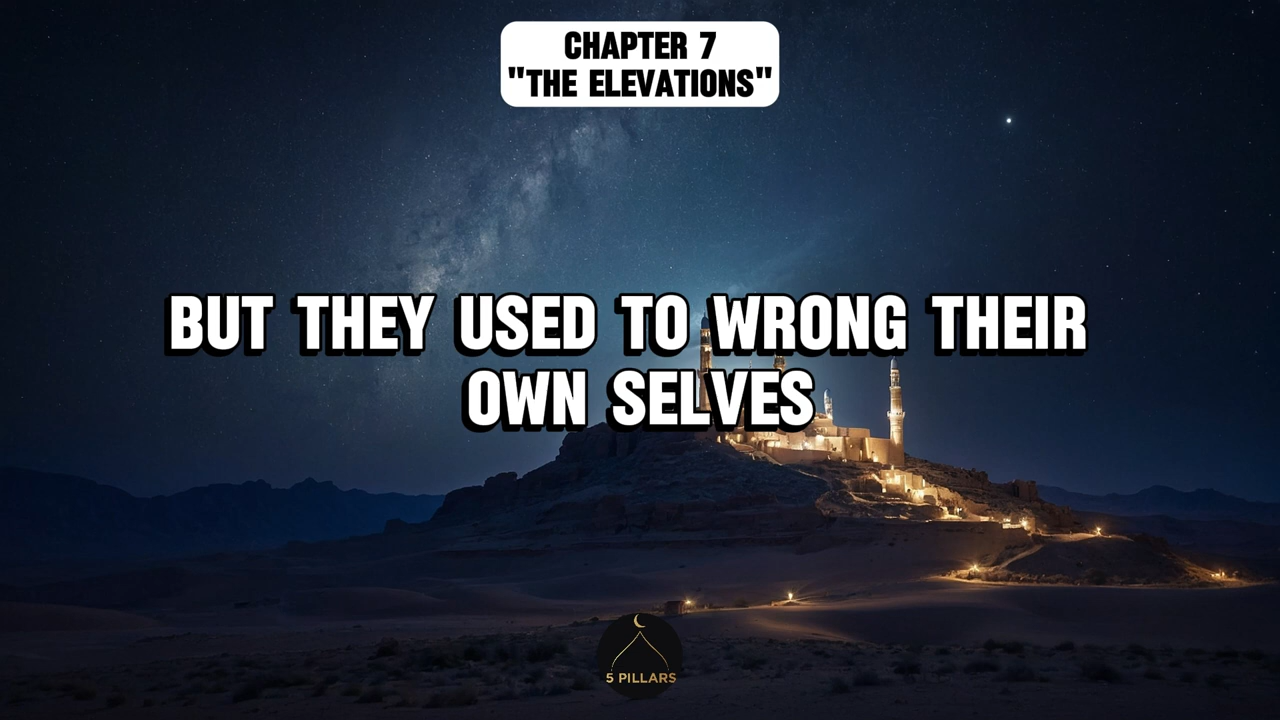 CHAPTER 7
"THE ELEVATIONS"
BUT THEY USED TO WRONG THEIR
OWN SELVES
5 PILLARS